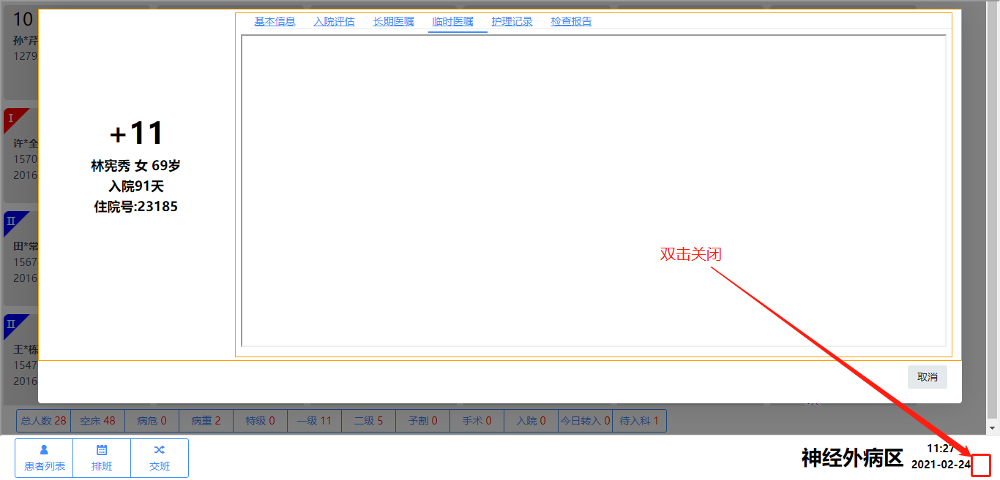 10
孙*芹
1279
基本信息 入院评估 长期医嘱 临时医嘱 护理记录 检查报告
I
许*全
1570
2016
+11
林宪秀 女 69岁
入院91天
住院号:23185
II
田*常
1567
2016
双击关闭
II
王*栋
1547
2016
取消
总人数 28 空床 48 病危 0 病重 2 特级 0 一级 11 二级 5 予割 0 手术 0 入院 0 今日转入 0 待入科 1
患者列表 排班 交班
神经外病区
11:27
2021-02-24